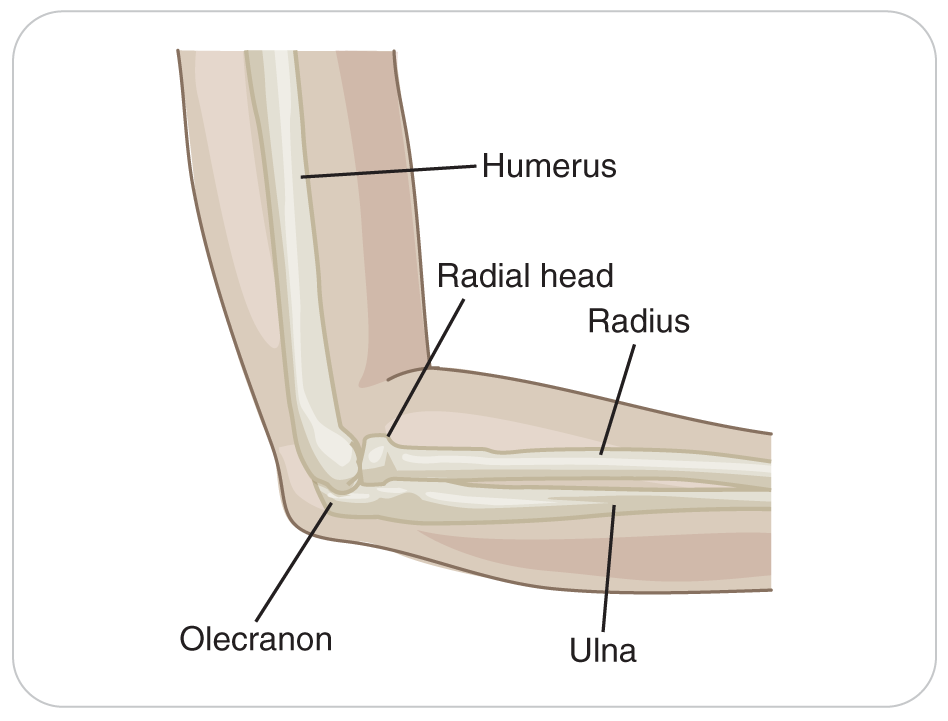 Humerus
Radial head
Radius
Olecranon
Ulna